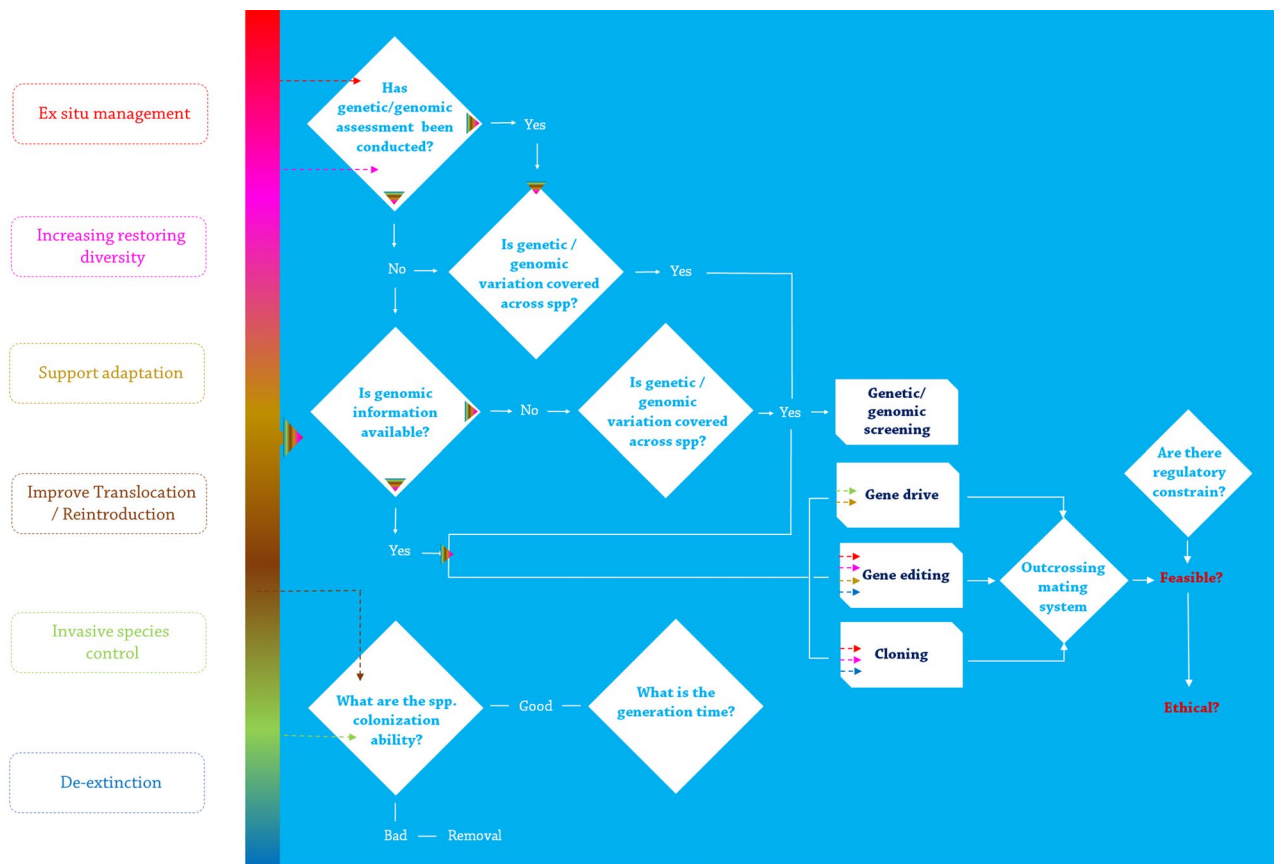 Ex situ management
Increasing restoring
diversity
Support adaptation
Improve Translocation
/ Reintroduction
Invasive species
control
De-extinction
Has
genetic/genomic
assessment been
conducted?
Yes
No
Is genetic /
genomic
variation covered
across spp?
Yes
Is genomic
information
available?
No
Is genetic /
genomic
variation covered
across spp?
Yes
Genetic/
genomic
screening
Yes
Gene drive
Gene editing
Cloning
Outcrossing
mating
system
Are there
regulatory
constrain?
Feasible?
Ethical?
What are the spp.
colonization
ability?
Good
What is the
generation time?
Bad
Removal